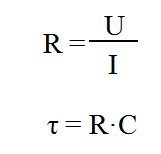 R = U / I
τ = R·C